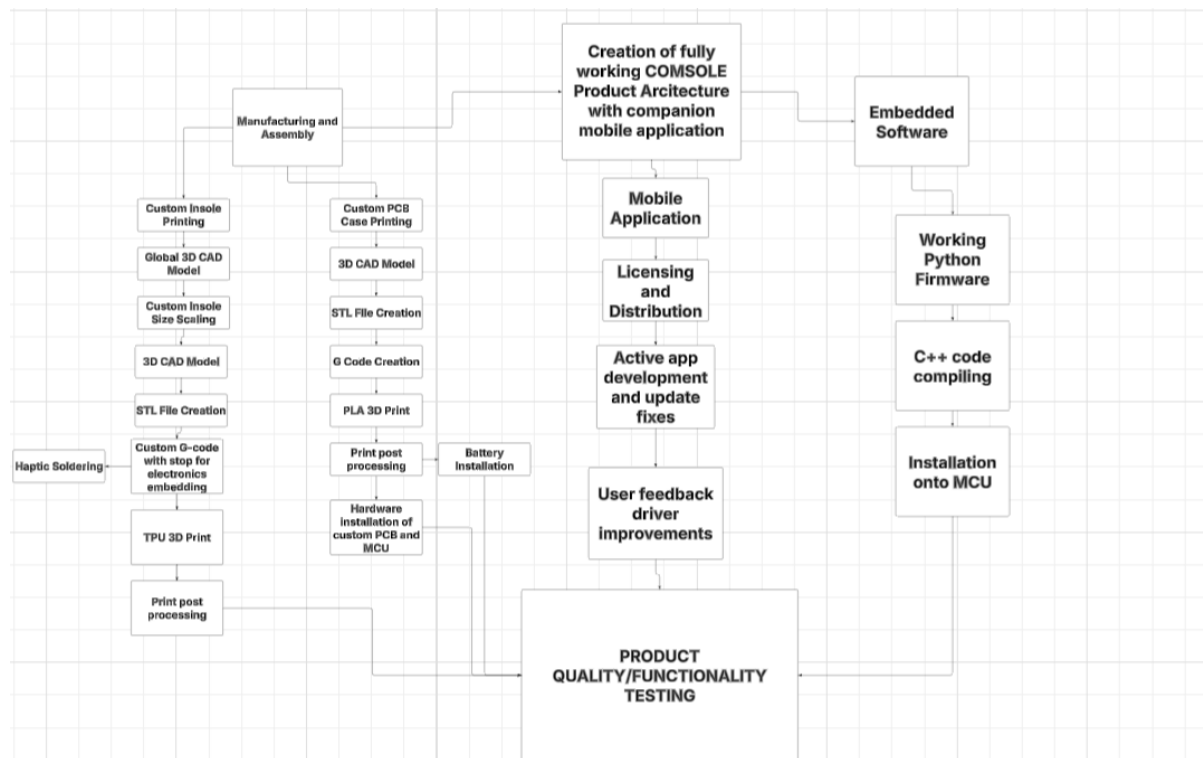 Creation of fully
working COMSOLE
Product Arcitecture
with companion
mobile application
Manufacturing and
Assembly
Embedded
Software
Custom Insole
Printing
Global 3D CAD
Model
Custom Insole
Size Scaling
3D CAD Model
STL File Creation
Custom G-code
with stop for
electronics
embedding
Haptic Soldering
TPU 3D Print
Print post
processing
Custom PCB
Case Printing
3D CAD Model
STL File Creation
G Code Creation
PLA 3D Print
Print post
processing
Battery
Installation
Hardware
installation of
custom PCB and
MCU
Mobile
Application
Licensing
and
Distribution
Active app
development
and update
fixes
User feedback
driver
improvements
Working
Python
Firmware
C++ code
compiling
Installation
onto MCU
PRODUCT
QUALITY/FUNCTIONALITY
TESTING